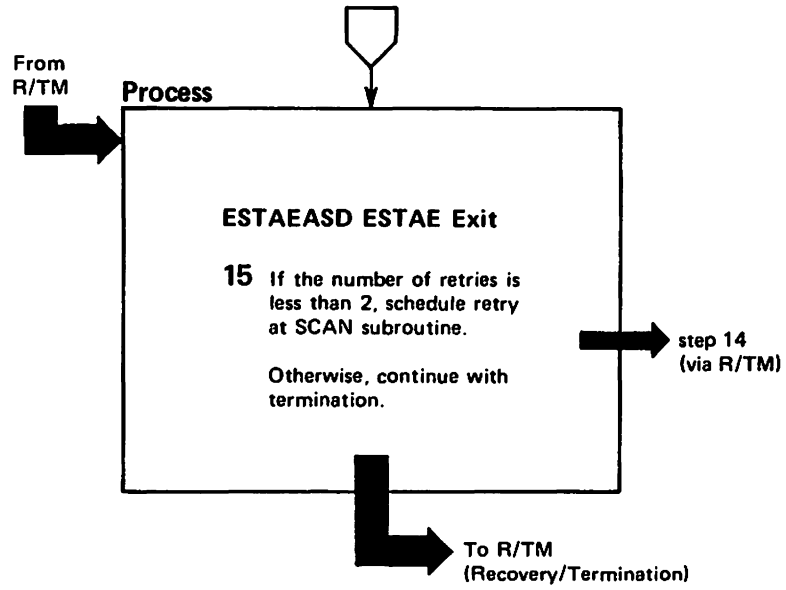 From
R/TM
Process
ESTAEASD ESTAE Exit
15 If the number of retries is
less than 2, schedule retry
at SCAN subroutine.
step 14
(via R/TM)
Otherwise, continue with
termination.
To R/TM
(Recovery/Termination)